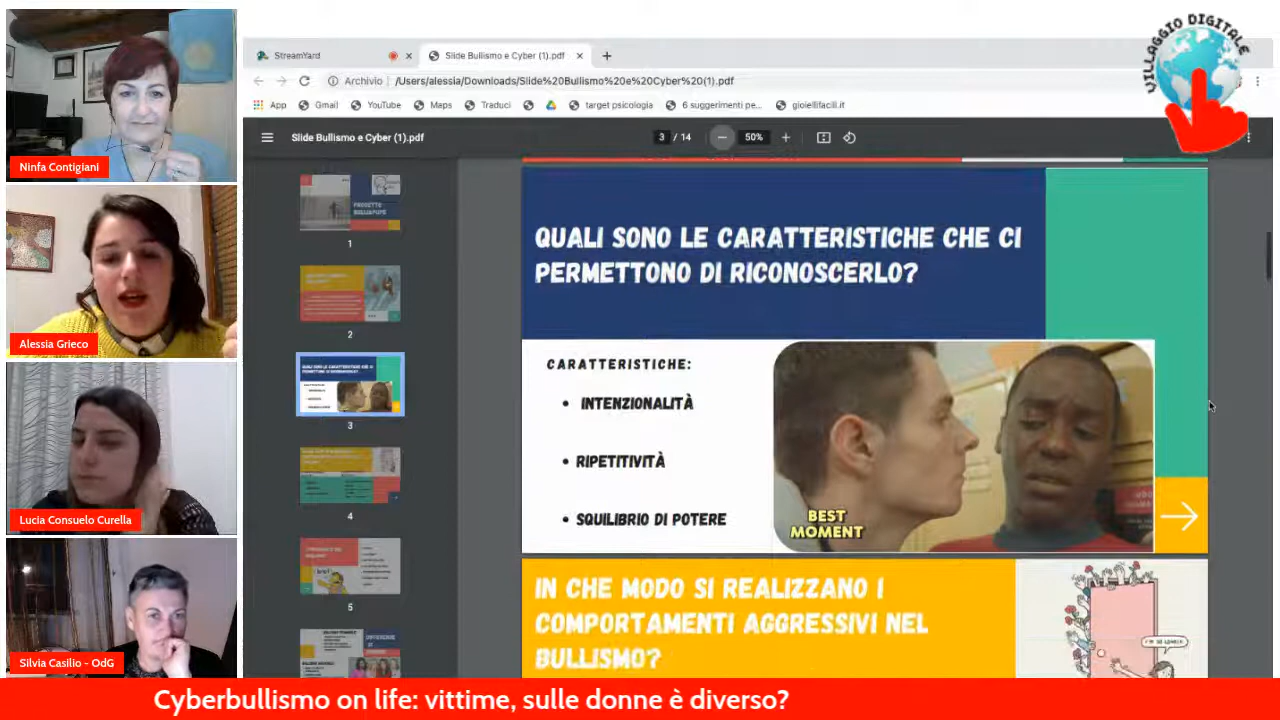 Ninfa Contigiani
Alessia Grieco
Lucia Consuelo Curella
Silvia Casilio - OdG
StreamYard
Slide Bullismo e Cyber (1).pdf
Archivio
/Users/alessia/Downloads/Slide%20Bullismo%20e%20Cyber%20(1).pdf
App
Gmail
YouTube
Maps
Traduci
target psicologia
6 suggerimenti pe...
gioiellifacili.it
VILLAGGIO DIGITALE
Slide Bullismo e Cyber (1).pdf
3 / 14
50%
1
2
3
4
5
QUALI SONO LE CARATTERISTICHE CHE CI
PERMETTONO DI RICONOSCERLO?
CARATTERISTICHE:
• INTENZIONALITÀ
• RIPETITIVITÀ
• SQUILIBRIO DI POTERE
BEST
MOMENT
IN CHE MODO SI REALIZZANO I
COMPORTAMENTI AGGRESSIVI NEL
BULLISMO?
Cyberbullismo on life: vittime, sulle donne è diverso?